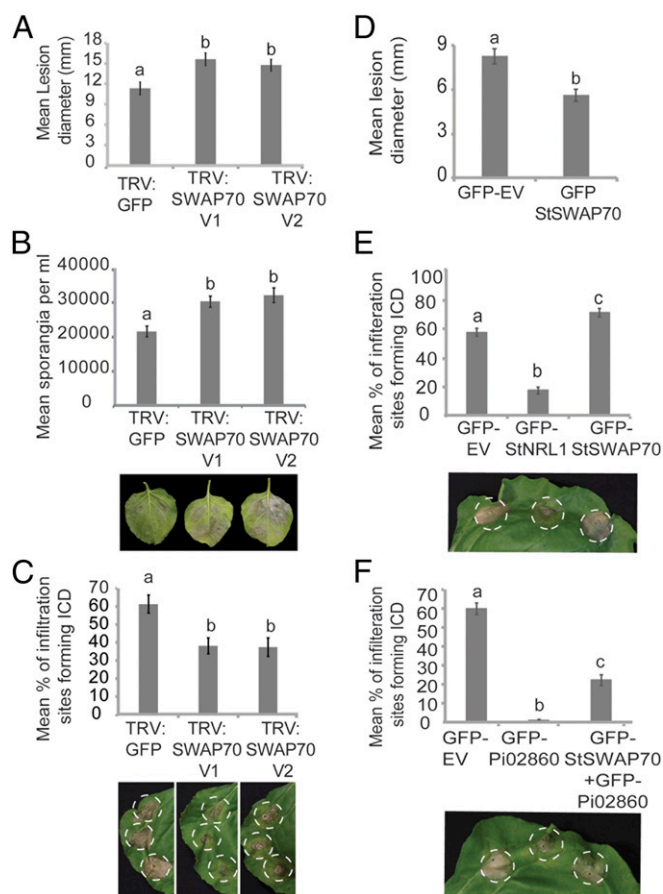 A
Mean Lesion
diameter (mm)
18
15
12
9
6
3
0
a
b
b
TRV:
GFP
TRV:
SWAP70
V1
TRV:
SWAP70
V2
B
Mean sporangia per ml
40000
30000
20000
10000
0
a
b
b
TRV:
GFP
TRV:
SWAP70
V1
TRV:
SWAP70
V2
C
Mean % of infiltration
sites forming ICD
70
60
50
40
30
20
10
0
a
b
b
TRV:
GFP
TRV:
SWAP70
V1
TRV:
SWAP70
V2
D
Mean lesion
diameter (mm)
9
6
3
0
a
b
GFP-EV
GFP
StSWAP70
E
Mean % of infiteration
sites forming ICD
100
80
60
40
20
0
a
b
c
GFP-
EV
GFP-
StNRL1
GFP-
StSWAP70
F
Mean % of infilteration
sites forming ICD
70
60
50
40
30
20
10
0
a
b
c
GFP-
EV
GFP-
Pi02860
GFP-
StSWAP70
+GFP-
Pi02860